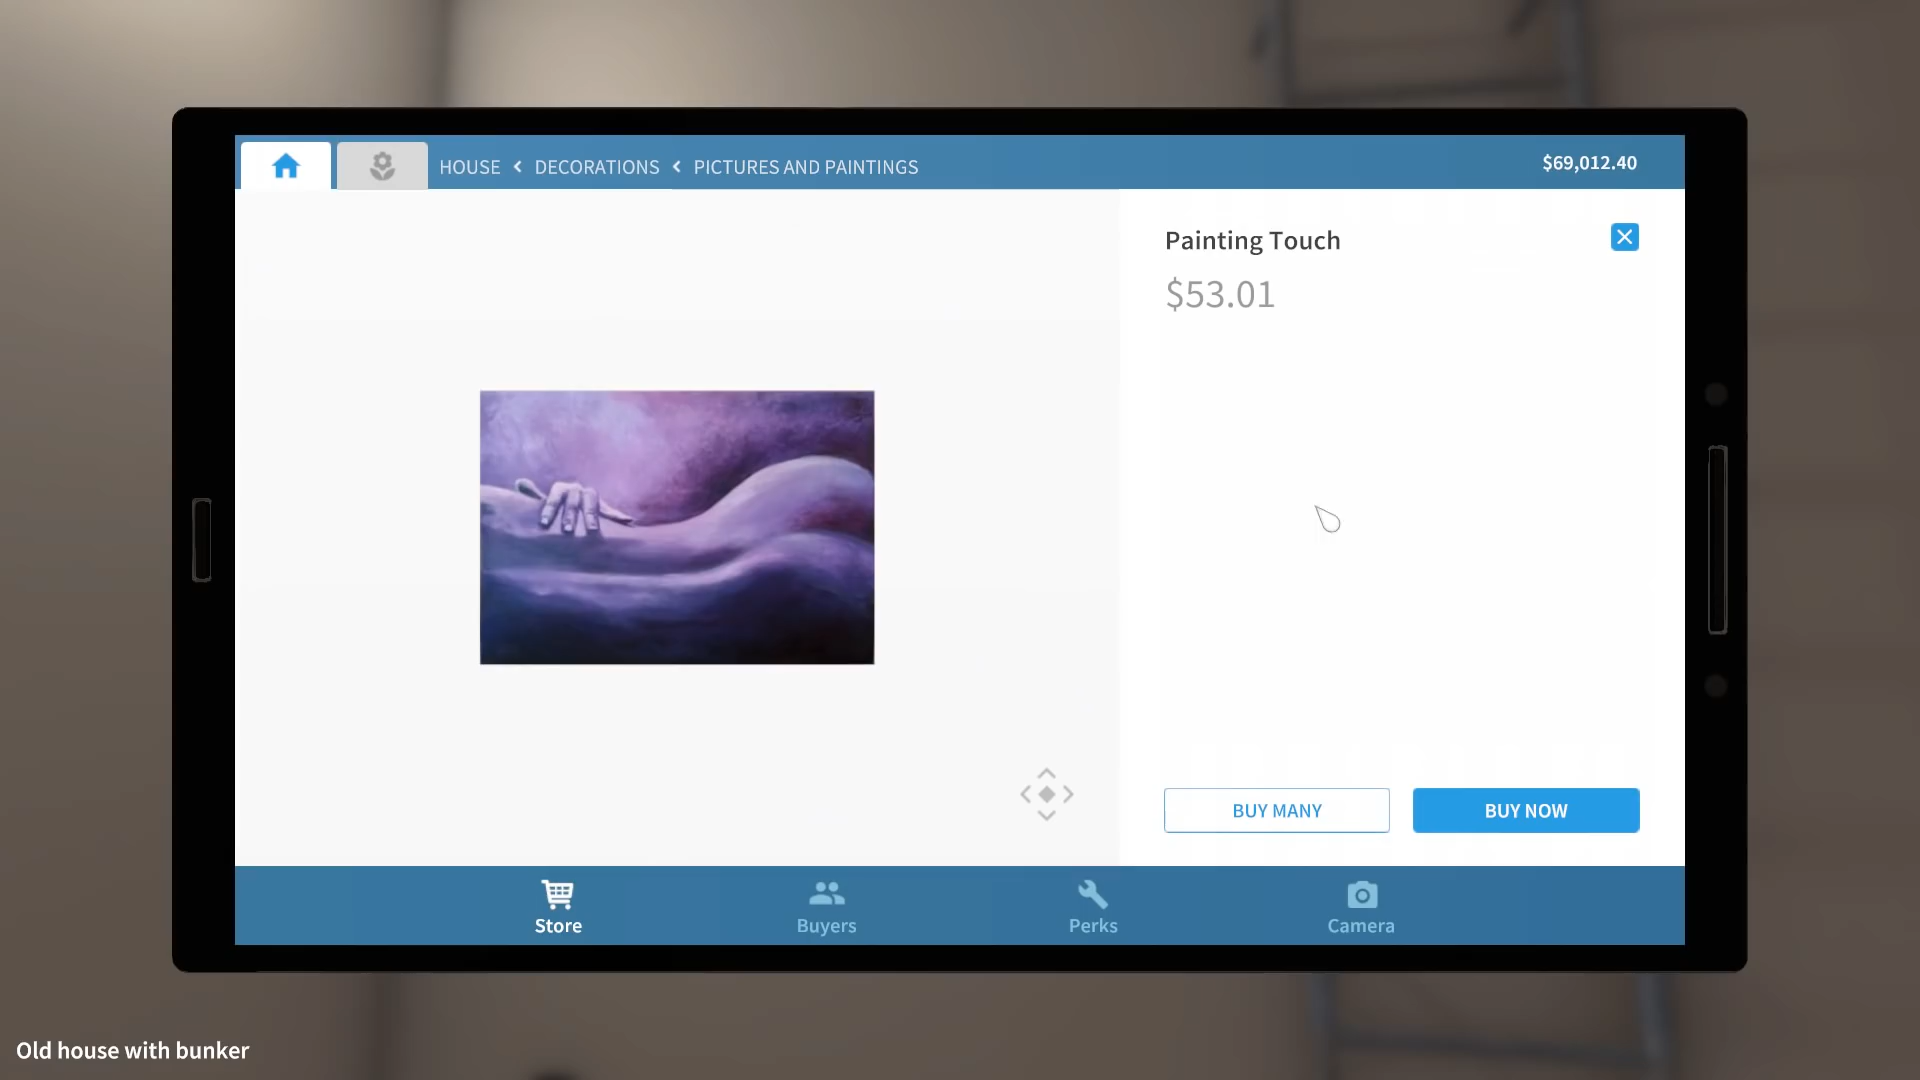 HOUSE < DECORATIONS < PICTURES AND PAINTINGS
$69,012.40
Painting Touch
$53.01
BUY MANY
BUY NOW
Store
Buyers
Perks
Camera
Old house with bunker